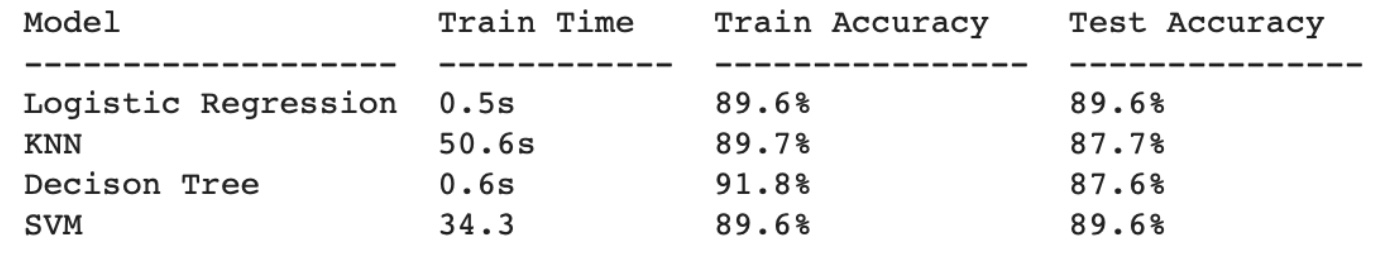 Model Train Time Train Accuracy Test Accuracy
------------------- ------------ ---------------- ---------------
Logistic Regression 0.5s 89.6% 89.6%
KNN 50.6s 89.7% 87.7%
Decison Tree 0.6s 91.8% 87.6%
SVM 34.3 89.6% 89.6%